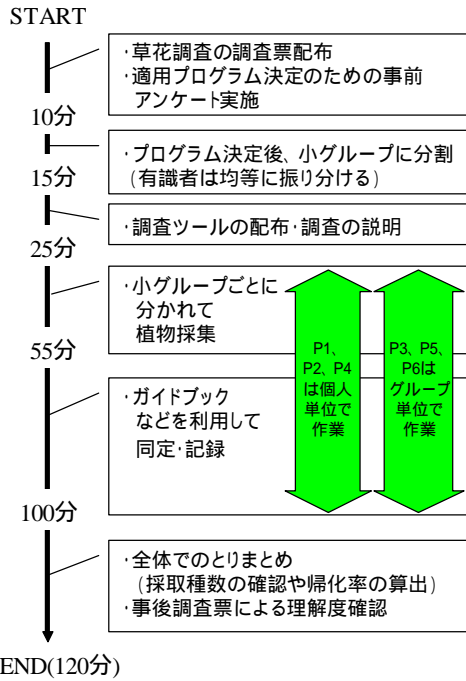 START
・草花調査の調査票配布
・適用プログラム決定のための事前
アンケート実施
10分
・プログラム決定後、小グループに分割
(有識者は均等に振り分ける)
15分
・調査ツールの配布・調査の説明
25分
・小グループごとに
分かれて
植物採集
55分
P1、
P2、P4
は個人
単位で
作業
P3、P5、
P6は
グループ
単位で
作業
・ガイドブック
などを利用して
同定・記録
100分
・全体でのとりまとめ
(採取種数の確認や帰化率の算出)
・事後調査票による理解度確認
END(120分)